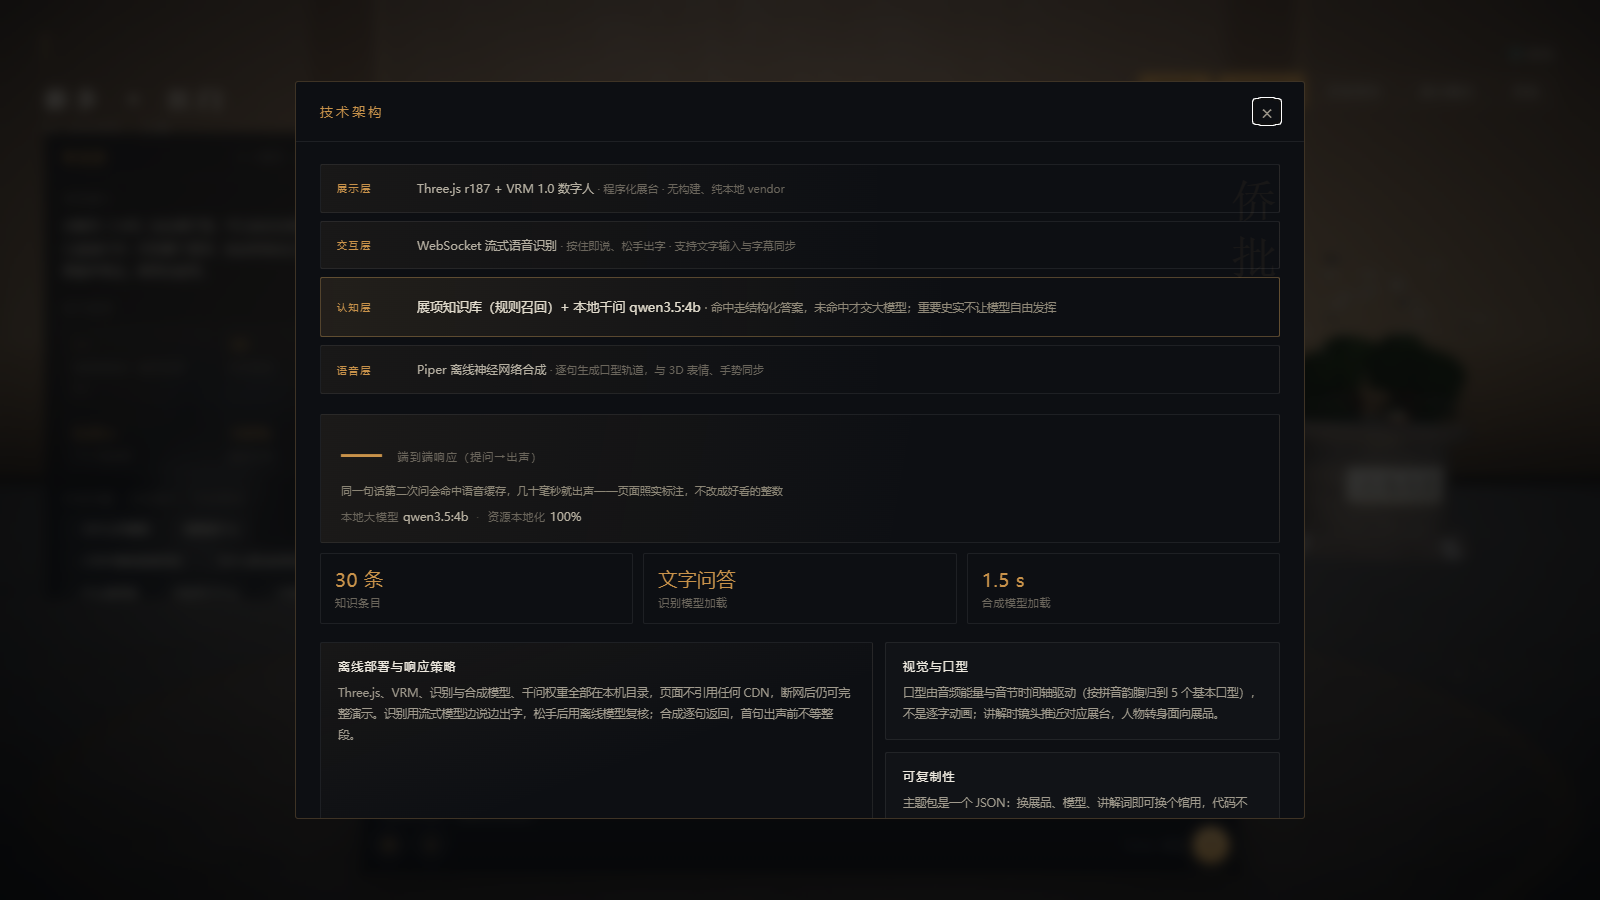 技术架构
×
展示层 Three.js r187 + VRM 1.0 数字人 · 程序化展台 · 无构建、纯本地 vendor
交互层 WebSocket 流式语音识别 · 按住即说、松手出字 · 支持文字输入与字幕同步
侨批
认知层 展项知识库（规则召回）+ 本地千问 qwen3.5:4b · 命中走结构化答案，未命中才交大模型；重要史实不让模型自由发挥
语音层 Piper 离线神经网络合成 · 逐句生成口型轨道，与 3D 表情、手势同步
端到端响应（提问→出声）
同一句话第二次问会命中语音缓存，几十毫秒就出声——页面照实标注，不改成好看的整数
本地大模型 qwen3.5:4b · 资源本地化 100%
30 条
知识条目
文字问答
识别模型加载
1.5 s
合成模型加载
离线部署与响应策略
Three.js、VRM、识别与合成模型、千问权重全部在本机目录，页面不引用任何 CDN，断网后仍可完
整演示。识别用流式模型边说边出字，松手后用离线模型复核；合成逐句返回，首句出声前不等整
段。
视觉与口型
口型由音频能量与音节时间轴驱动（按拼音韵腹归到 5 个基本口型），
不是逐字动画；讲解时镜头推近对应展台，人物转身面向展品。
可复制性
主题包是一个 JSON：换展品、模型、讲解词即可换个馆用，代码不